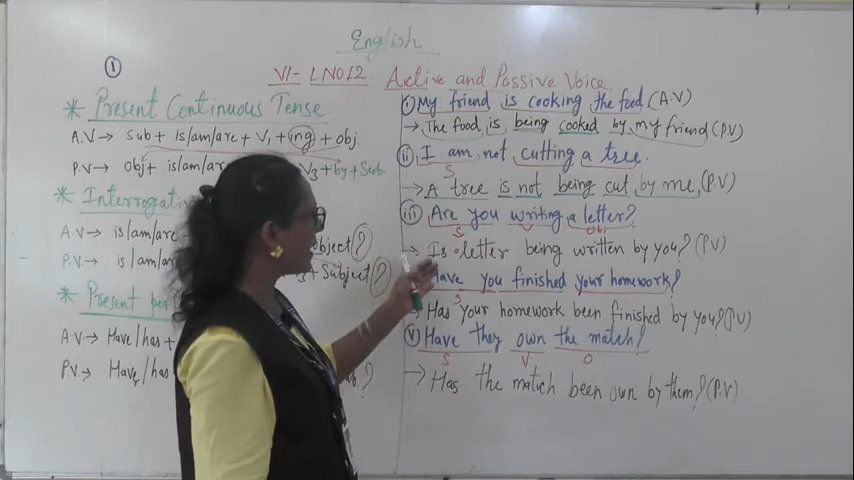 English
①
VI- LNO12. Active and Passive Voice
* Present Continuous Tense
A.V→ Sub + is/am/are + V1 + ing + obj.
P.V→ Obj + is/am/are V3 + by + Sub.
* Interrogativ
A.V→ is/am/are object?
P.V→ is/am/ V3 + Subject?
* Present per
A.V→ Have/has +
P.V→ Have/has ?
i) My friend is cooking the food (A.V)
→ The food is being cooked by my friend (P.V)
ii) I am not cutting a tree.
S
→ A tree is not being cut by me, (P.V)
iii) Are you writing a letter?
S V obj
→ Is a letter being written by you? (P.V)
Have you finished your homework?
S
→ Has your homework been finished by you? (P.V)
v) Have they own the match?
S V O
→ Has the match been own by them? (P.V)